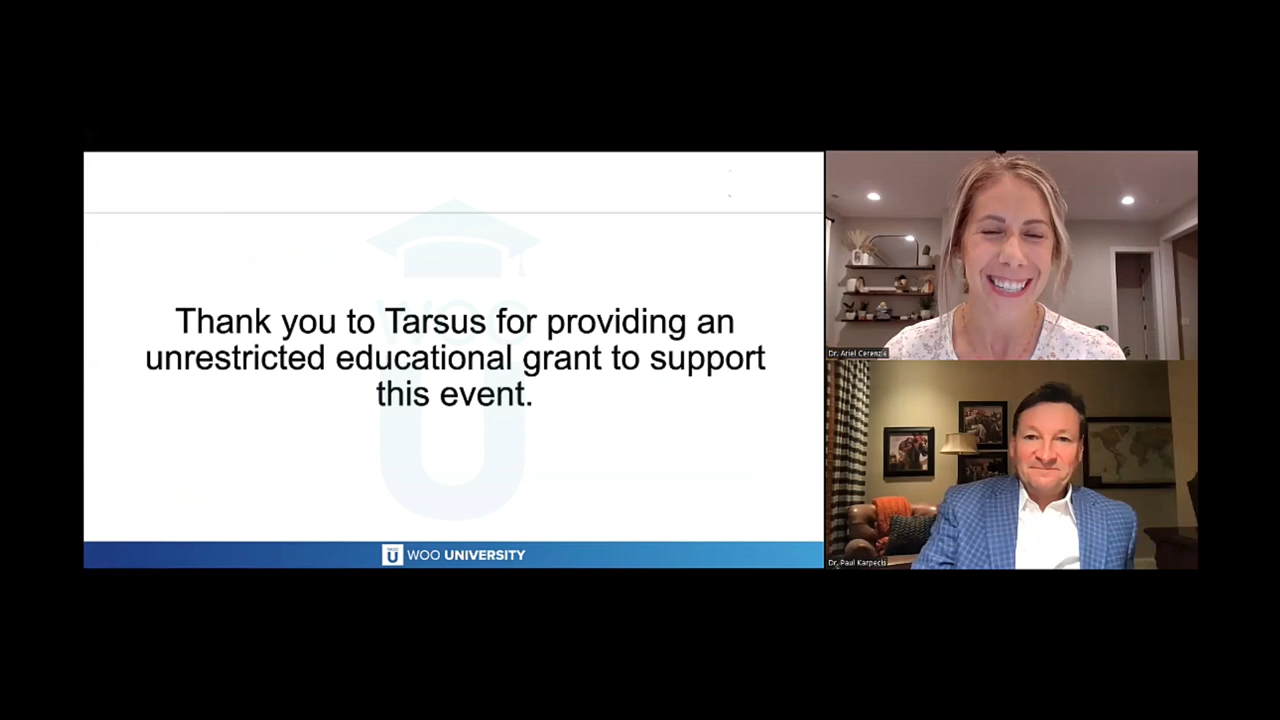 WOO
Thank you to Tarsus for providing an
unrestricted educational grant to support
this event.
U
WOO UNIVERSITY
Dr. Ariel Cerenzie
Dr. Paul Karpecki